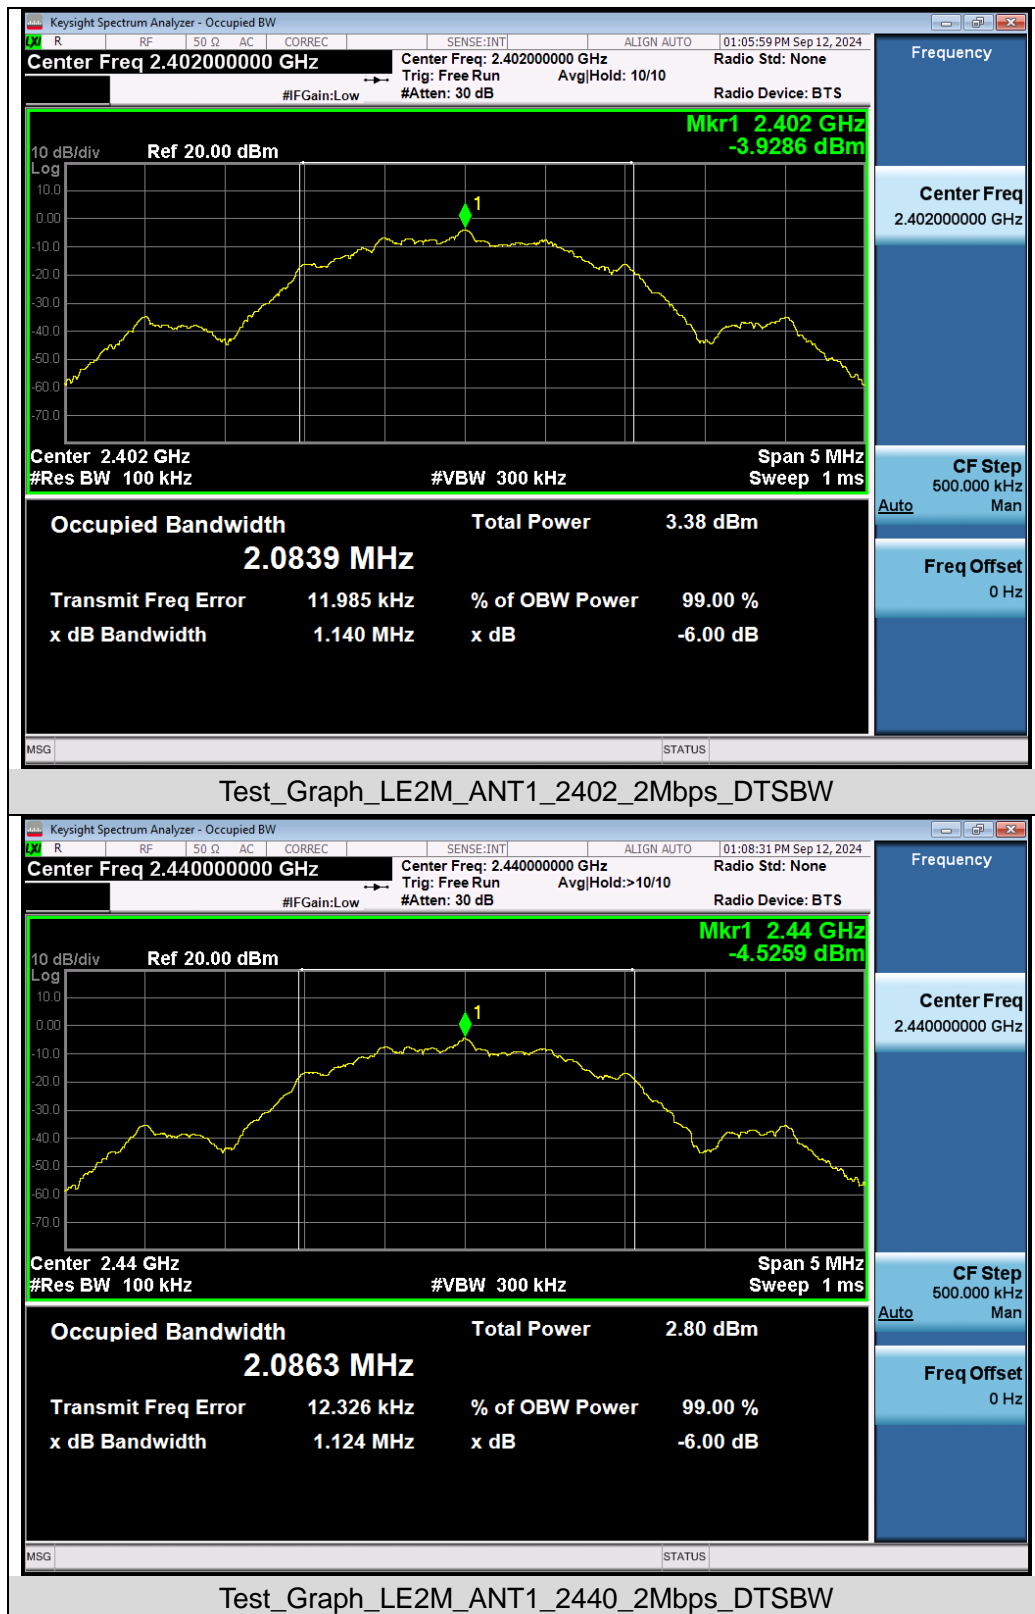 Keysight Spectrum Analyzer - Occupied BW
LXI R RF 50 Ω AC CORREC SENSE:INT ALIGN AUTO 01:05:59 PM Sep 12, 2024
Center Freq 2.402000000 GHz Center Freq: 2.402000000 GHz Radio Std: None
Trig: Free Run Avg|Hold: 10/10
#IFGain:Low #Atten: 30 dB Radio Device: BTS
Frequency
Mkr1 2.402 GHz
-3.9286 dBm
10 dB/div Ref 20.00 dBm
Log
10.0
0.00
-10.0
-20.0
-30.0
-40.0
-50.0
-60.0
-70.0
1
Center 2.402 GHz Span 5 MHz
#Res BW 100 kHz #VBW 300 kHz Sweep 1 ms
Center Freq
2.402000000 GHz
CF Step
500.000 kHz
Auto Man
Freq Offset
0 Hz
Occupied Bandwidth Total Power 3.38 dBm
2.0839 MHz
Transmit Freq Error 11.985 kHz % of OBW Power 99.00 %
x dB Bandwidth 1.140 MHz x dB -6.00 dB
MSG STATUS
Test_Graph_LE2M_ANT1_2402_2Mbps_DTSBW
Keysight Spectrum Analyzer - Occupied BW
LXI R RF 50 Ω AC CORREC SENSE:INT ALIGN AUTO 01:08:31 PM Sep 12, 2024
Center Freq 2.440000000 GHz Center Freq: 2.440000000 GHz Radio Std: None
Trig: Free Run Avg|Hold:>10/10
#IFGain:Low #Atten: 30 dB Radio Device: BTS
Frequency
Mkr1 2.44 GHz
-4.5259 dBm
10 dB/div Ref 20.00 dBm
Log
10.0
0.00
-10.0
-20.0
-30.0
-40.0
-50.0
-60.0
-70.0
1
Center 2.44 GHz Span 5 MHz
#Res BW 100 kHz #VBW 300 kHz Sweep 1 ms
Center Freq
2.440000000 GHz
CF Step
500.000 kHz
Auto Man
Freq Offset
0 Hz
Occupied Bandwidth Total Power 2.80 dBm
2.0863 MHz
Transmit Freq Error 12.326 kHz % of OBW Power 99.00 %
x dB Bandwidth 1.124 MHz x dB -6.00 dB
MSG STATUS
Test_Graph_LE2M_ANT1_2440_2Mbps_DTSBW